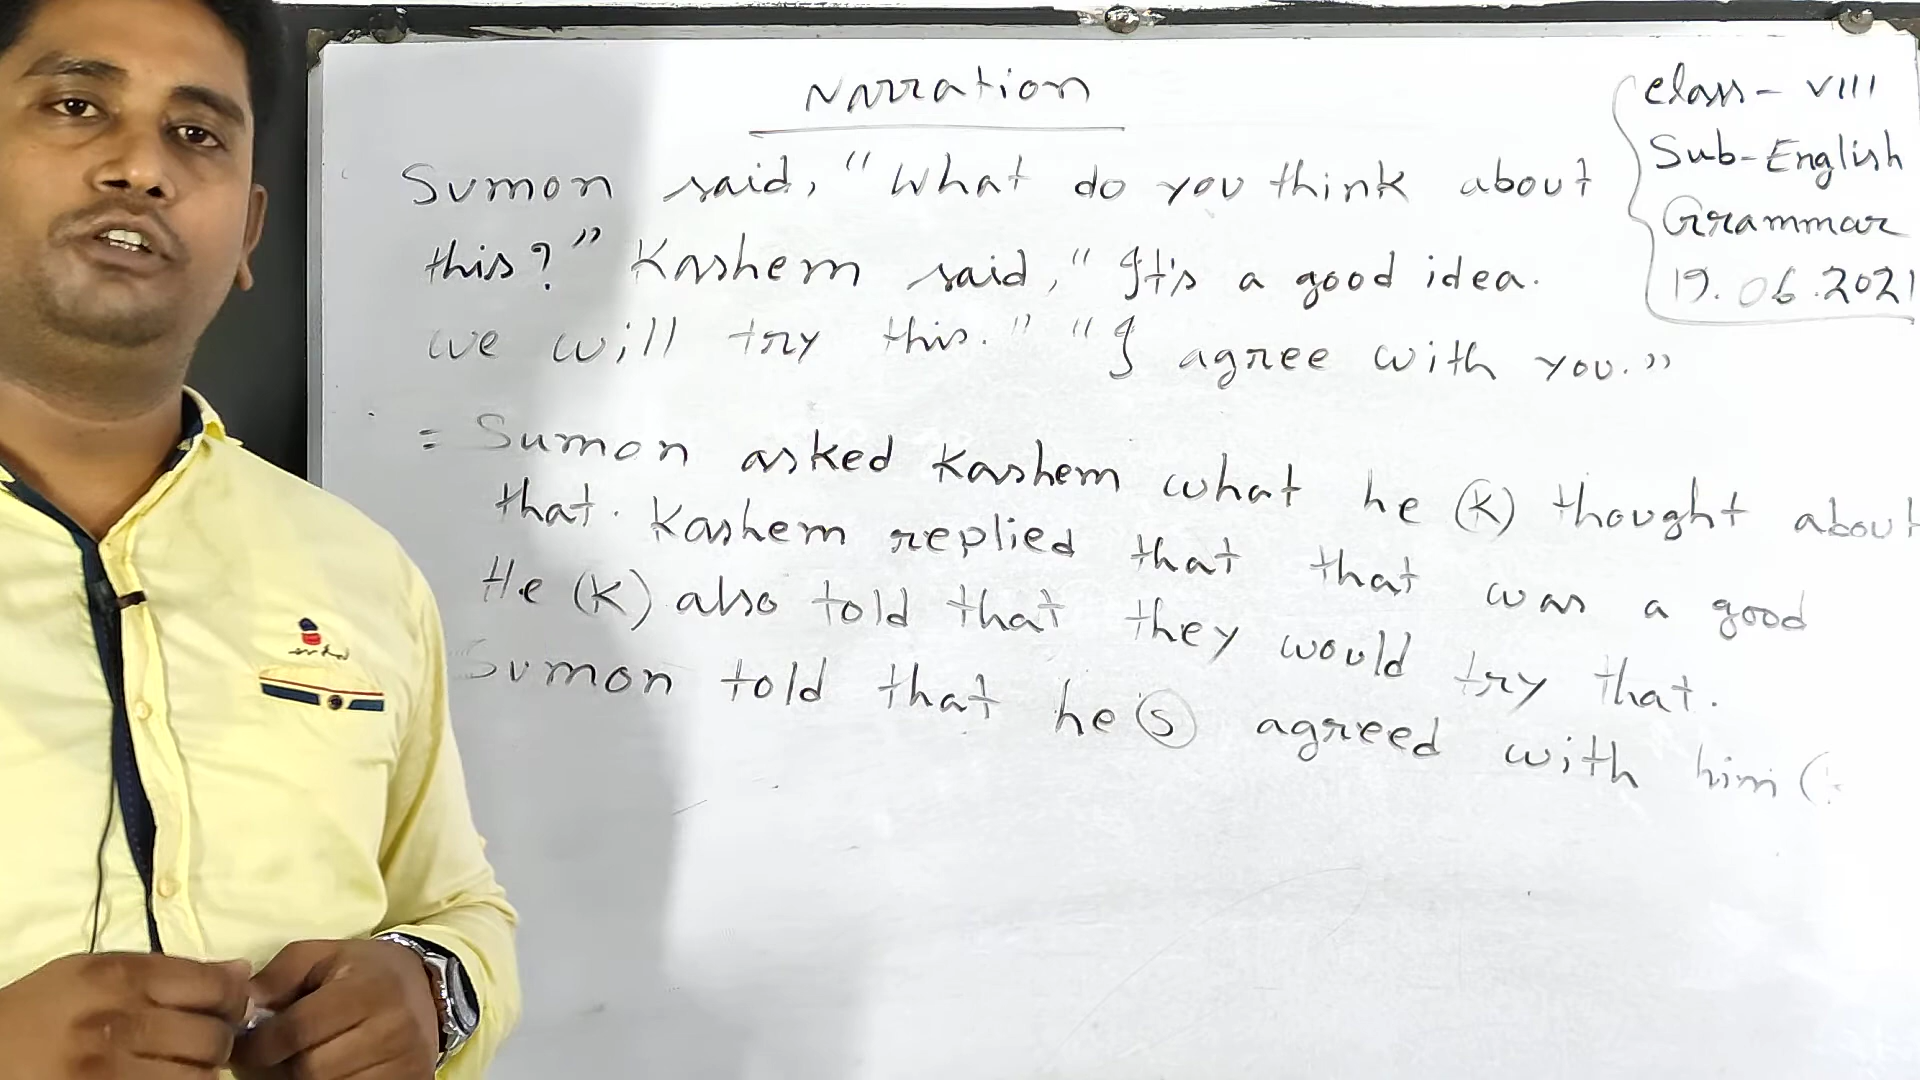 Narration
Class - VIII
Sub - English
Grammar
19.06.2021
Sumon said, "What do you think about
this?" Kashem said, "It's a good idea.
we will try this." "I agree with you."
= Sumon asked Kashem what he (K) thought about
that. Kashem replied that that was a good
He (K) also told that they would try that.
Sumon told that he (S) agreed with him (